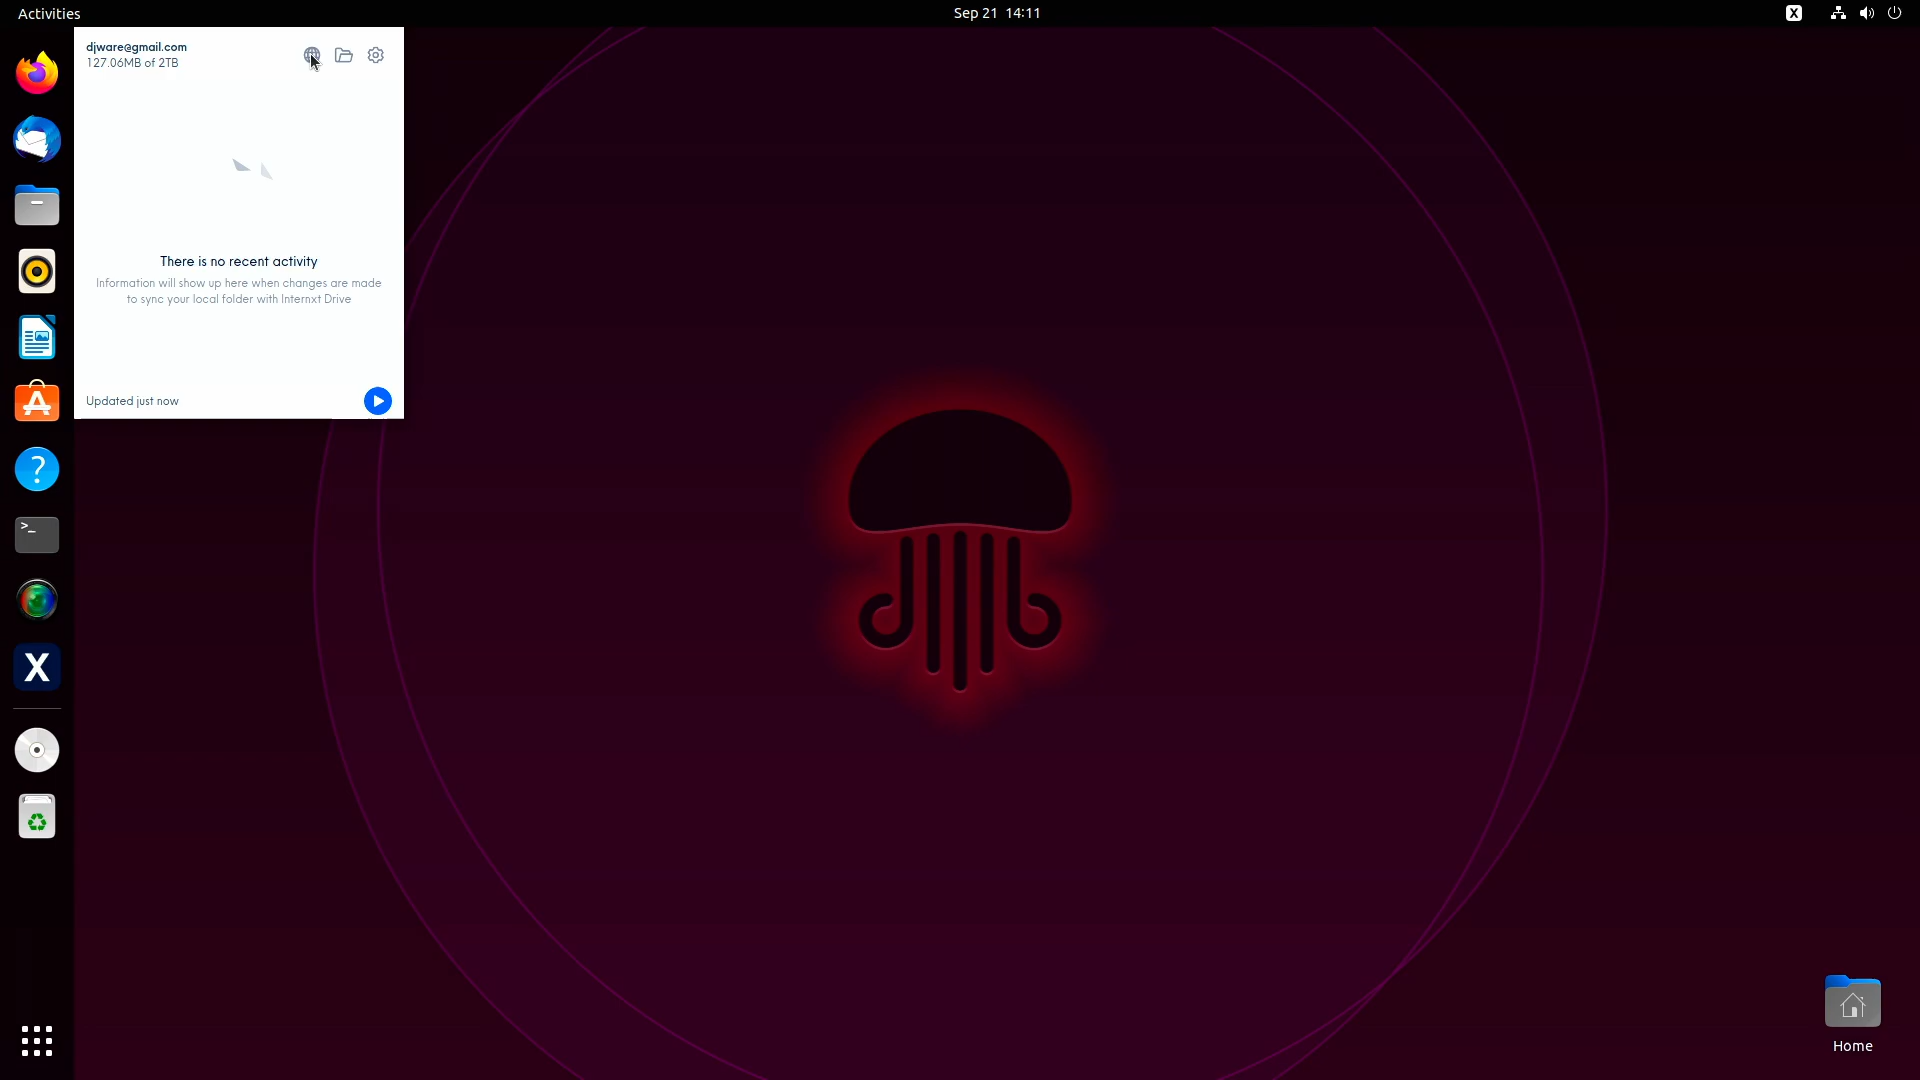 Activities
Sep 21 14:11
X
djware@gmail.com
127.06MB of 2TB
There is no recent activity
Information will show up here when changes are made
to sync your local folder with Internxt Drive
Updated just now
?
>_
X
Home